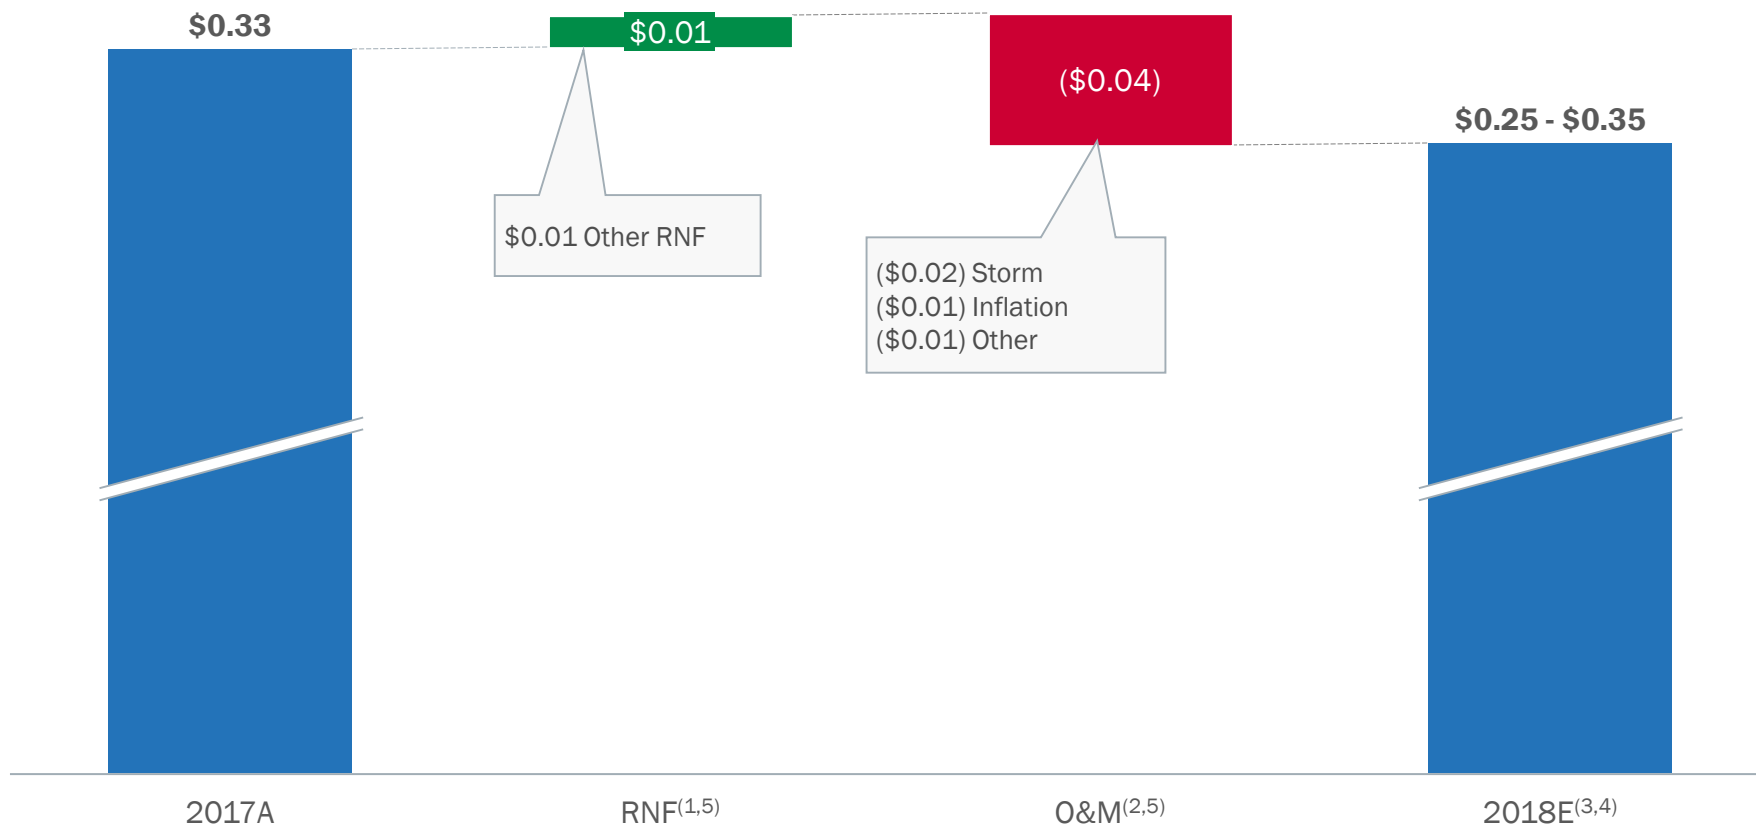 $0.33
$0.01
($0.04)
$0.25 - $0.35
$0.01 Other RNF
($0.02) Storm
($0.01) Inflation
($0.01) Other
2017A
RNF(1,5)
O&M(2,5)
2018E(3,4)